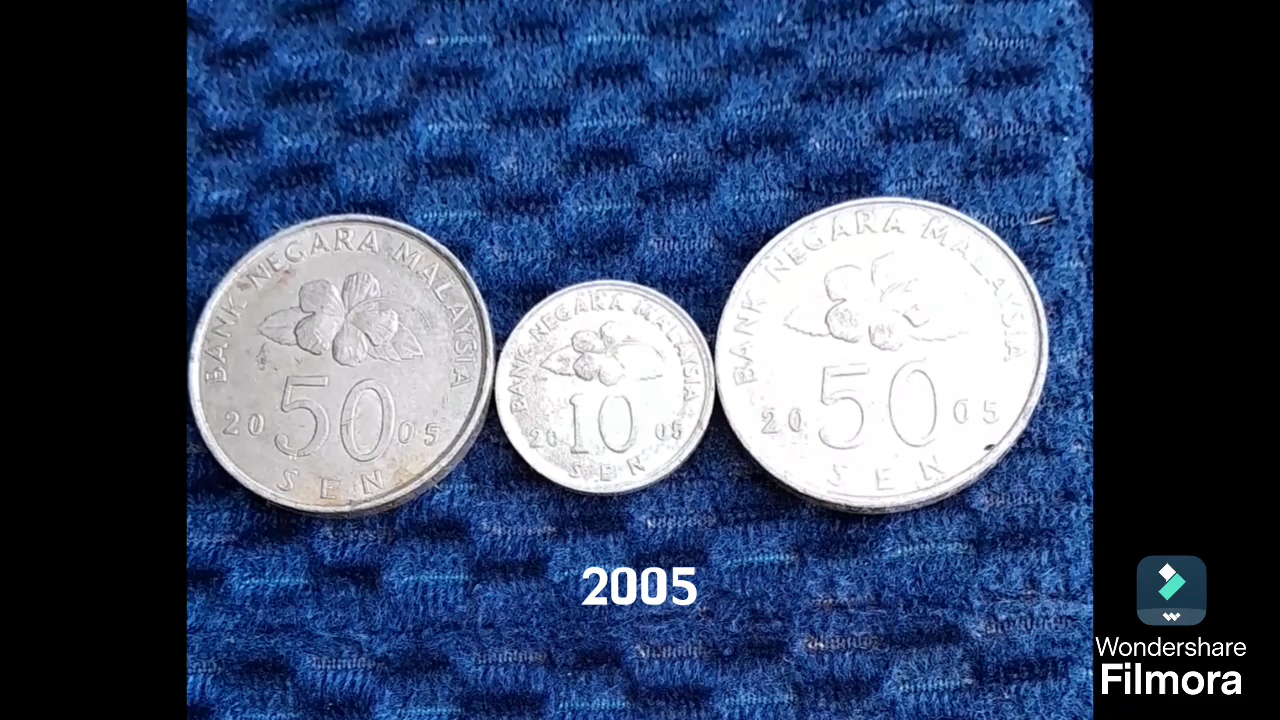 BANK NEGARA MALAYSIA
20 50 05
SEN
BANK NEGARA MALAYSIA
20 10 05
SEN
BANK NEGARA MALAYSIA
20 50 05
SEN
2005
Wondershare
Filmora